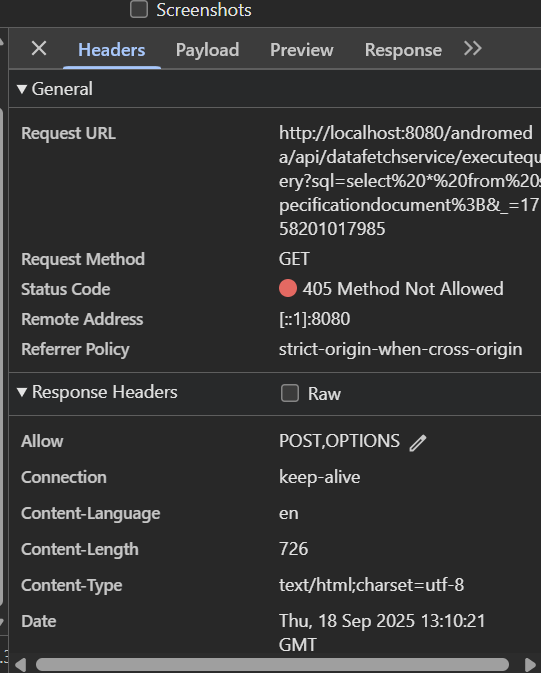 Screenshots
Headers Payload Preview Response
General
Request URL http://localhost:8080/andromed
a/api/datafetchservice/executequ
ery?sql=select%20*%20from%20s
pecificationdocument%3B&_=17
58201017985
Request Method GET
Status Code 405 Method Not Allowed
Remote Address [::1]:8080
Referrer Policy strict-origin-when-cross-origin
Response Headers Raw
Allow POST,OPTIONS
Connection keep-alive
Content-Language en
Content-Length 726
Content-Type text/html;charset=utf-8
Date Thu, 18 Sep 2025 13:10:21
GMT